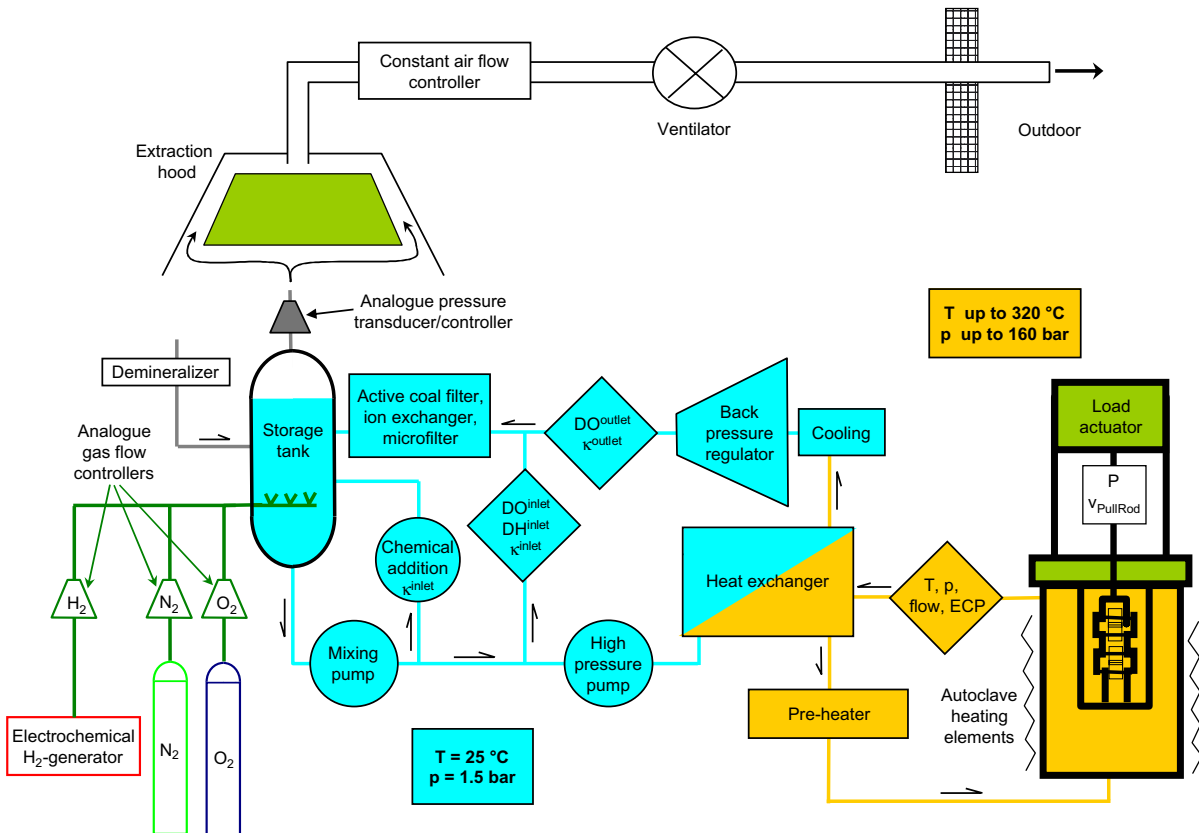 Constant air flow
controller
Ventilator
Outdoor
Extraction
hood
Analogue pressure
transducer/controller
T up to 320 °C
p up to 160 bar
Demineralizer
Analogue
gas flow
controllers
Storage
tank
Active coal filter,
ion exchanger,
microfilter
DO^outlet
κ^outlet
Back
pressure
regulator
Cooling
Load
actuator
P
v_PullRod
DO^inlet
DH^inlet
κ^inlet
Chemical
addition
κ^inlet
Heat exchanger
T, p,
flow, ECP
H₂
N₂
O₂
Mixing
pump
High
pressure
pump
Pre-heater
Autoclave
heating
elements
Electrochemical
H₂-generator
N₂
O₂
T = 25 °C
p = 1.5 bar